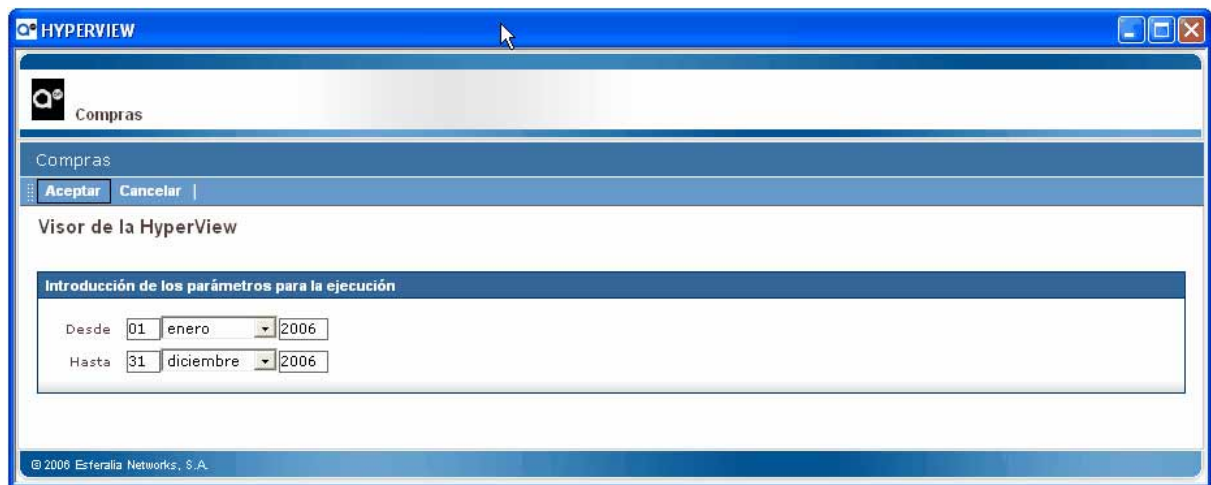 HYPERVIEW
Compras
Compras
Aceptar Cancelar |
Visor de la HyperView
Introducción de los parámetros para la ejecución
Desde 01 enero 2006
Hasta 31 diciembre 2006
© 2006 Esferalia Networks, S.A.